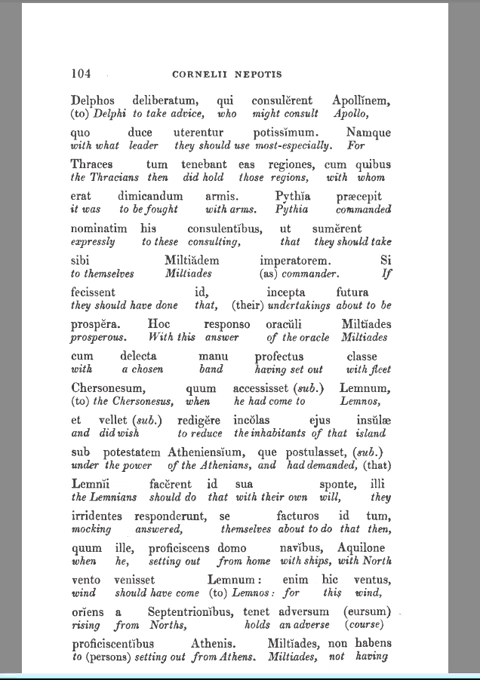 104 CORNELII NEPOTIS
Delphos deliberatum, qui consulĕrent Apollĭnem,
(to) Delphi to take advice, who might consult Apollo,
quo duce uterentur potissĭmum. Namque
with what leader they should use most-especially. For
Thraces tum tenebant eas regiones, cum quibus
the Thracians then did hold those regions, with whom
erat dimicandum armis. Pythĭa præcepit
it was to be fought with arms. Pythia commanded
nominatim his consulentĭbus, ut sumĕrent
expressly to these consulting, that they should take
sibi Miltiădem imperatorem. Si
to themselves Miltiades (as) commander. If
fecissent id, incepta futura
they should have done that, (their) undertakings about to be
prospĕra. Hoc responso oracŭli Miltĭades
prosperous. With this answer of the oracle Miltiades
cum delecta manu profectus classe
with a chosen band having set out with fleet
Chersonesum, quum accessisset (sub.) Lemnum,
(to) the Chersonesus, when he had come to Lemnos,
et vellet (sub.) redigĕre incŏlas ejus insŭlæ
and did wish to reduce the inhabitants of that island
sub potestatem Atheniensĭum, que postulasset, (sub.)
under the power of the Athenians, and had demanded, (that)
Lemnĭi facĕrent id sua sponte, illi
the Lemnians should do that with their own will, they
irridentes responderunt, se facturos id tum,
mocking answered, themselves about to do that then,
quum ille, proficiscens domo navĭbus, Aquilone
when he, setting out from home with ships, with North
vento venisset Lemnum : enim hic ventus,
wind should have come (to) Lemnos : for this wind,
oriens a Septentrionĭbus, tenet adversum (cursum)
rising from Norths, holds an adverse (course)
proficiscentĭbus Athenis. Miltĭades, non habens
to (persons) setting out from Athens. Miltiades, not having